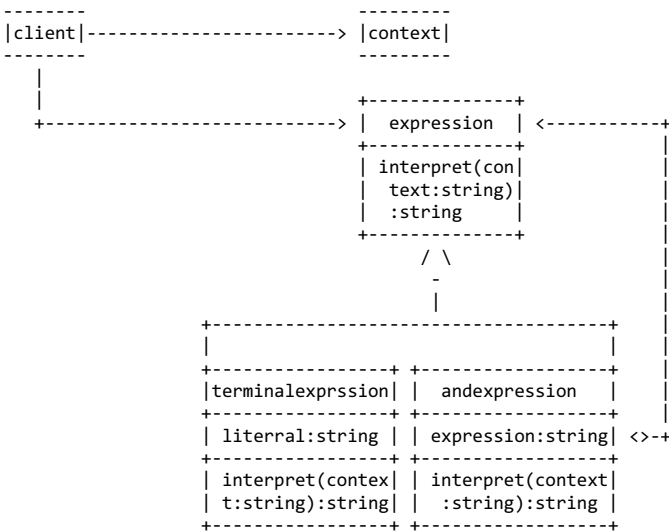 client context
expression
interpret(con
text:string)
:string
terminalexprssion andexpression
literral:string expression:string
interpret(contex interpret(context
t:string):string :string):string